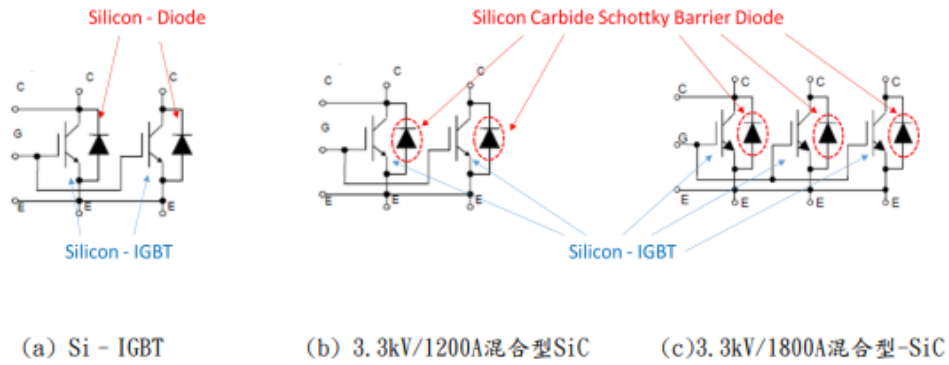 Silicon - Diode
Silicon Carbide Schottky Barrier Diode
C C C
C C
C C C C
G G G
E E E
E E E
E E E E
Silicon - IGBT
Silicon - IGBT
(a) Si - IGBT
(b) 3.3kV/1200A混合型SiC
(c)3.3kV/1800A混合型-SiC